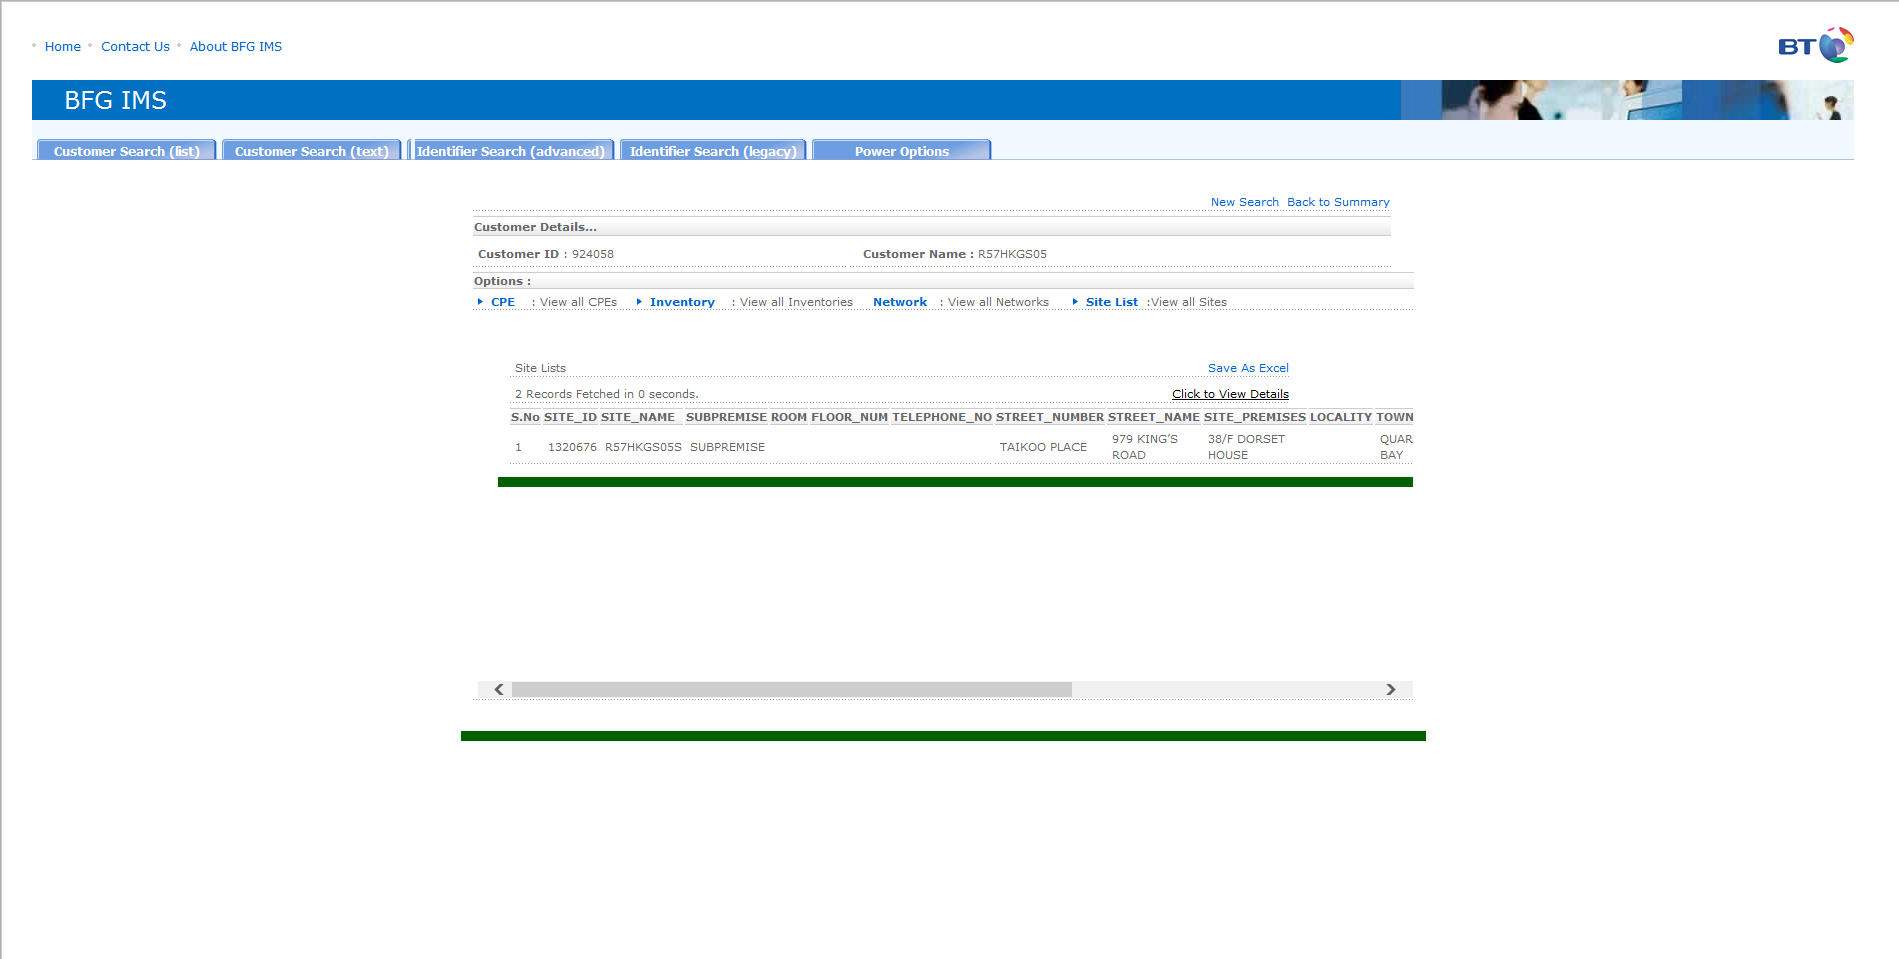 Home Contact Us About BFG IMS
BT
BFG IMS
Customer Search (list) Customer Search (text) Identifier Search (advanced) Identifier Search (legacy) Power Options
New Search Back to Summary
Customer Details...
Customer ID : 924058 Customer Name : R57HKGS05
Options :
CPE : View all CPEs Inventory : View all Inventories Network : View all Networks Site List :View all Sites
Site Lists Save As Excel
2 Records Fetched in 0 seconds. Click to View Details
S.No SITE_ID SITE_NAME SUBPREMISE ROOM FLOOR_NUM TELEPHONE_NO STREET_NUMBER STREET_NAME SITE_PREMISES LOCALITY TOWN
1 1320676 R57HKGS05S SUBPREMISE TAIKOO PLACE 979 KING'S ROAD 38/F DORSET HOUSE QUAR BAY